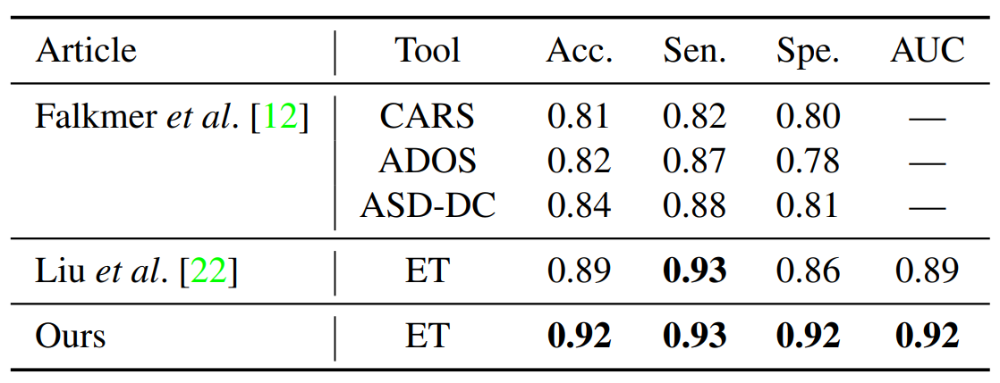 Article Tool Acc. Sen. Spe. AUC
Falkmer et al. [12] CARS 0.81 0.82 0.80 —
ADOS 0.82 0.87 0.78 —
ASD-DC 0.84 0.88 0.81 —
Liu et al. [22] ET 0.89 0.93 0.86 0.89
Ours ET 0.92 0.93 0.92 0.92